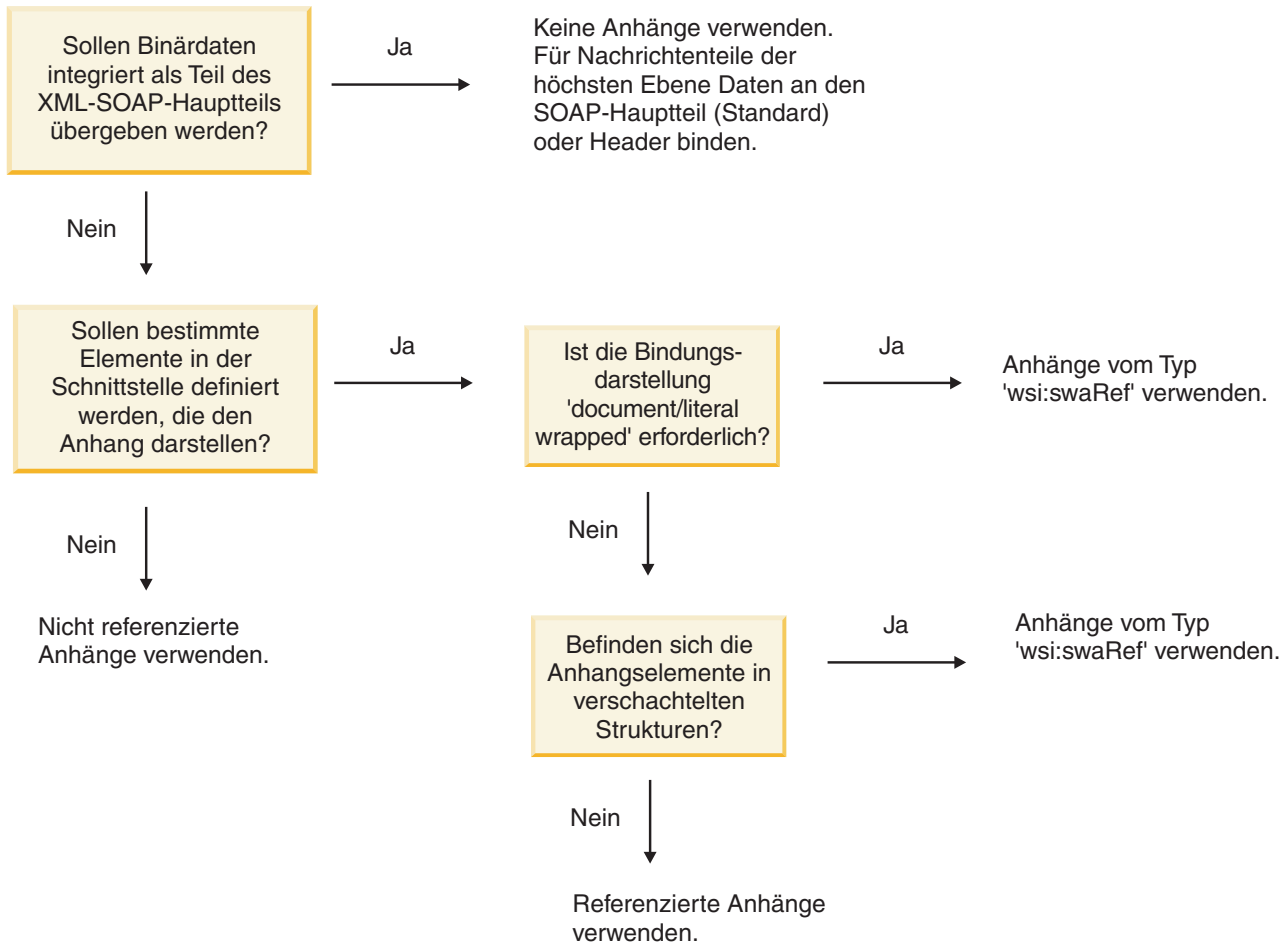 Sollen Binärdaten
integriert als Teil des
XML-SOAP-Hauptteils
übergeben werden?
Ja
Keine Anhänge verwenden.
Für Nachrichtenteile der
höchsten Ebene Daten an den
SOAP-Hauptteil (Standard)
oder Header binden.
Nein
Sollen bestimmte
Elemente in der
Schnittstelle definiert
werden, die den
Anhang darstellen?
Ja
Ist die Bindungs-
darstellung
'document/literal
wrapped' erforderlich?
Ja
Anhänge vom Typ
'wsi:swaRef' verwenden.
Nein
Nicht referenzierte
Anhänge verwenden.
Nein
Befinden sich die
Anhangselemente in
verschachtelten
Strukturen?
Ja
Anhänge vom Typ
'wsi:swaRef' verwenden.
Nein
Referenzierte Anhänge
verwenden.